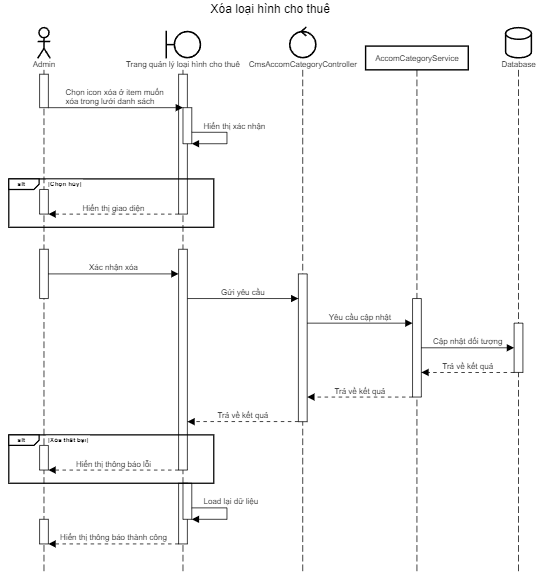 Xóa loại hình cho thuê
Admin
Trang quản lý loại hình cho thuê
CmsAccomCategoryController
AccomCategoryService
Database
Chọn icon xóa ở item muốn
xóa trong lưới danh sách
Hiển thị xác nhận
alt
[Chọn hủy]
Hiển thị giao diện
Xác nhận xóa
Gửi yêu cầu
Yêu cầu cập nhật
Cập nhật đối tượng
Trả về kết quả
Trả về kết quả
Trả về kết quả
alt
[Xóa thất bại]
Hiển thị thông báo lỗi
Load lại dữ liệu
Hiển thị thông báo thành công